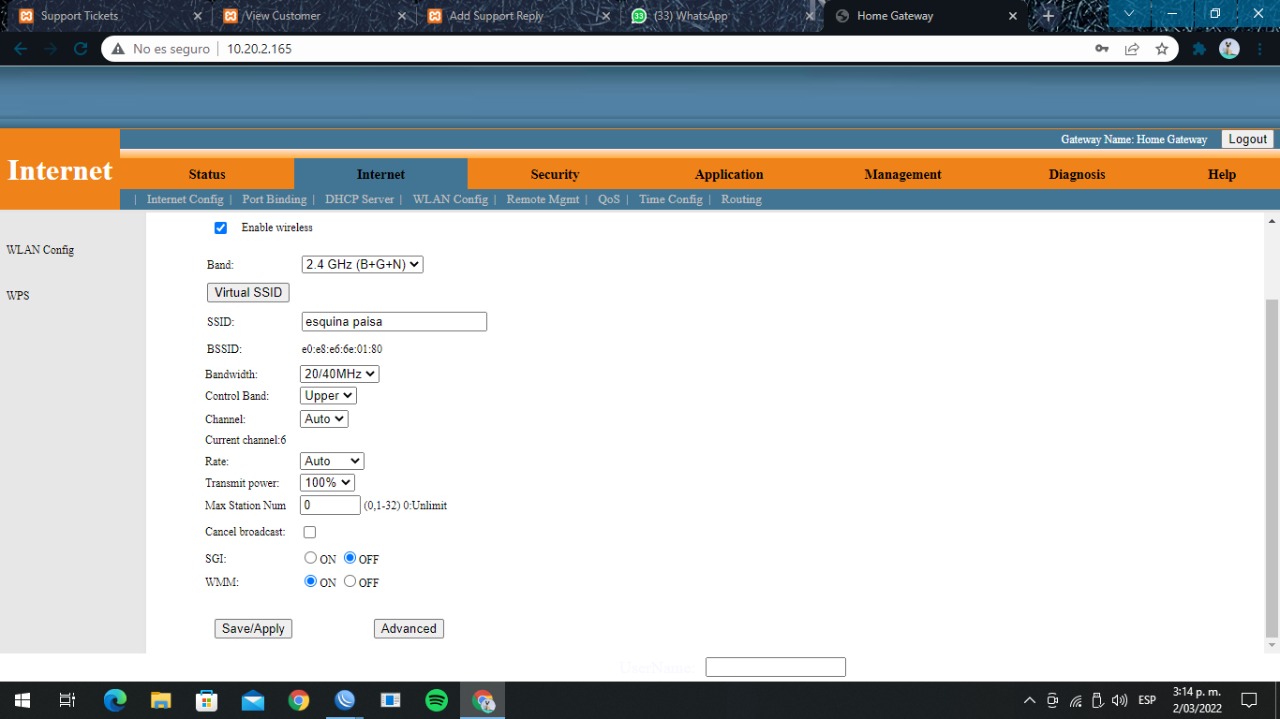 Support Tickets
View Customer
Add Support Reply
33
(33) WhatsApp
Home Gateway
No es seguro
10.20.2.165
Gateway Name: Home Gateway
Logout
Internet
Status
Internet
Security
Application
Management
Diagnosis
Help
| Internet Config | Port Binding | DHCP Server | WLAN Config | Remote Mgmt | QoS | Time Config | Routing
WLAN Config
WPS
Enable wireless
Band: 2.4 GHz (B+G+N)
Virtual SSID
SSID: esquina paisa
BSSID: e0:e8:e6:6e:01:80
Bandwidth: 20/40MHz
Control Band: Upper
Channel: Auto
Current channel:6
Rate: Auto
Transmit power: 100%
Max Station Num 0 (0,1-32) 0:Unlimit
Cancel broadcast:
SGI: ON OFF
WMM: ON OFF
Save/Apply
Advanced
ESP
3:14 p. m.
2/03/2022